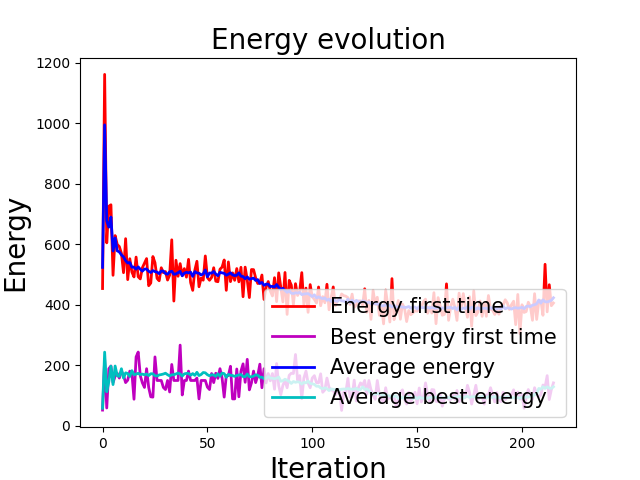 Energy evolution
1200
1000
800
600
400
200
0
Energy
Energy first time
Best energy first time
Average energy
Average best energy
0 50 100 150 200
Iteration